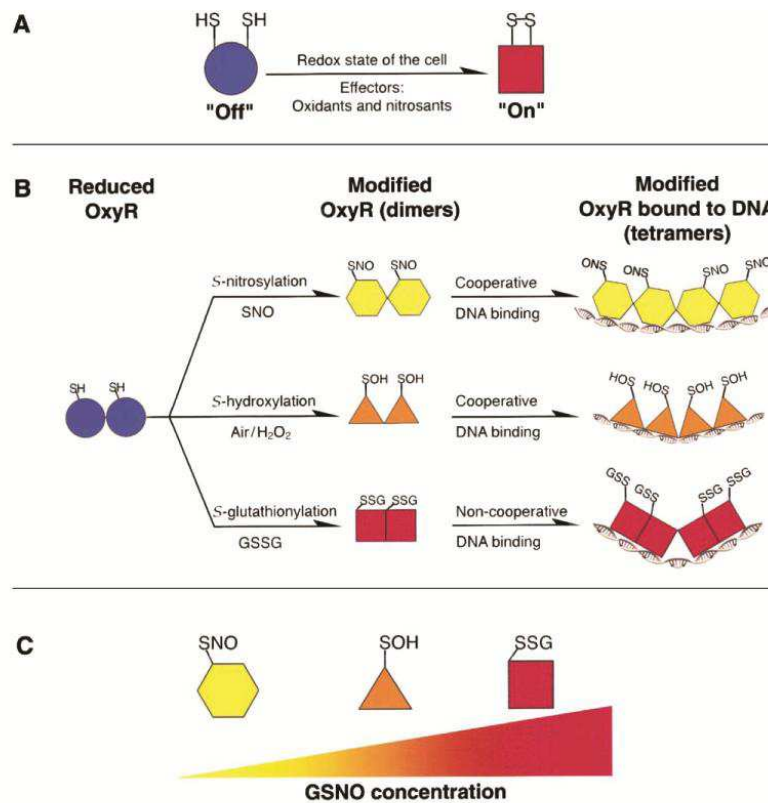 A
HS SH
S–S
Redox state of the cell
Effectors:
Oxidants and nitrosants
"Off"
"On"
B
Reduced
OxyR
Modified
OxyR (dimers)
Modified
OxyR bound to DNA
(tetramers)
S-nitrosylation
SNO
SNO SNO
Cooperative
DNA binding
ONS ONS SNO SNO
SH SH
S-hydroxylation
Air/H₂O₂
SOH SOH
Cooperative
DNA binding
HOS HOS SOH SOH
S-glutathionylation
GSSG
SSG SSG
Non-cooperative
DNA binding
GSS GSS SSG SSG
C
SNO SOH SSG
GSNO concentration